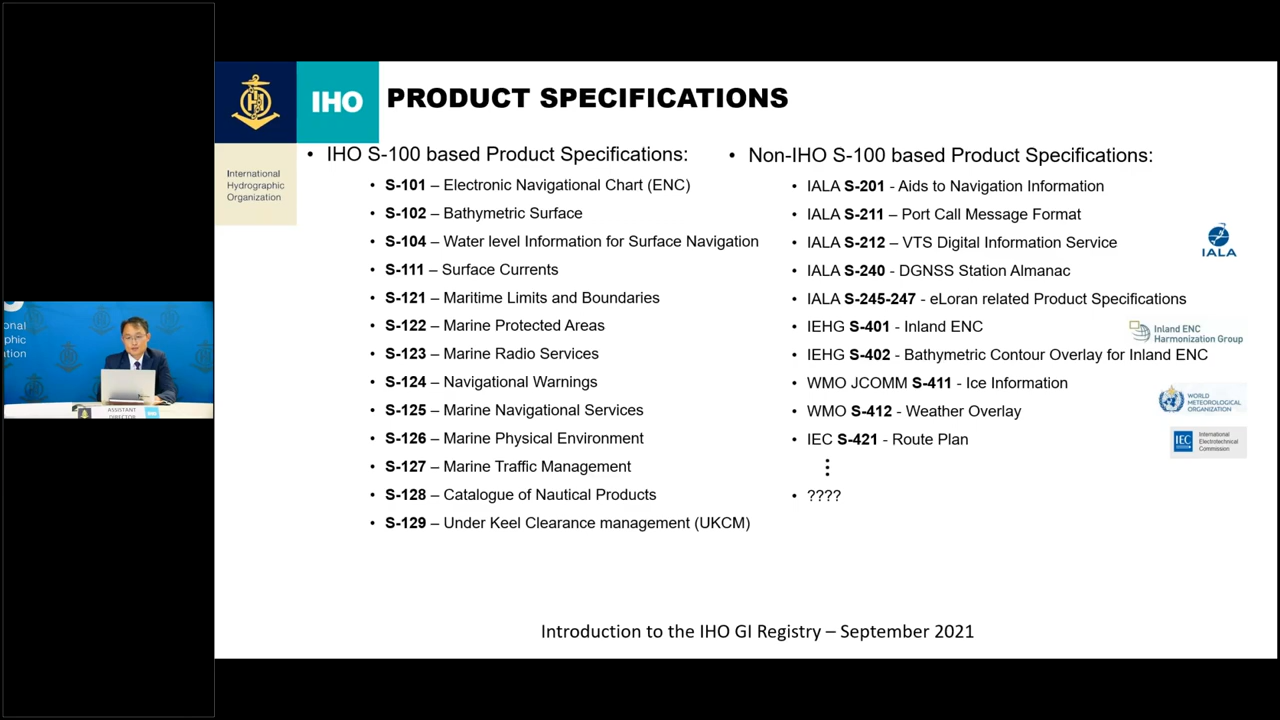 IHO
PRODUCT SPECIFICATIONS
International
Hydrographic
Organization
• IHO S-100 based Product Specifications:
• S-101 – Electronic Navigational Chart (ENC)
• S-102 – Bathymetric Surface
• S-104 – Water level Information for Surface Navigation
• S-111 – Surface Currents
• S-121 – Maritime Limits and Boundaries
• S-122 – Marine Protected Areas
• S-123 – Marine Radio Services
• S-124 – Navigational Warnings
• S-125 – Marine Navigational Services
• S-126 – Marine Physical Environment
• S-127 – Marine Traffic Management
• S-128 – Catalogue of Nautical Products
• S-129 – Under Keel Clearance management (UKCM)
• Non-IHO S-100 based Product Specifications:
• IALA S-201 - Aids to Navigation Information
• IALA S-211 – Port Call Message Format
• IALA S-212 – VTS Digital Information Service
• IALA S-240 - DGNSS Station Almanac
• IALA S-245-247 - eLoran related Product Specifications
• IEHG S-401 - Inland ENC
• IEHG S-402 - Bathymetric Contour Overlay for Inland ENC
• WMO JCOMM S-411 - Ice Information
• WMO S-412 - Weather Overlay
• IEC S-421 - Route Plan
⋮
• ????
IALA
Inland ENC
Harmonization Group
WORLD
METEOROLOGICAL
ORGANIZATION
IEC
International
Electrotechnical
Commission
Introduction to the IHO GI Registry – September 2021
onal
phic
ation
ASSISTANT
DIRECTOR